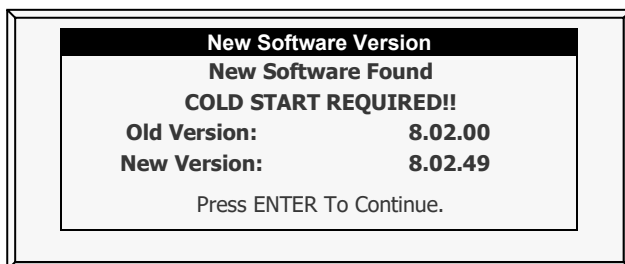 New Software Version
New Software Found
COLD START REQUIRED!!
Old Version: 8.02.00
New Version: 8.02.49
Press ENTER To Continue.